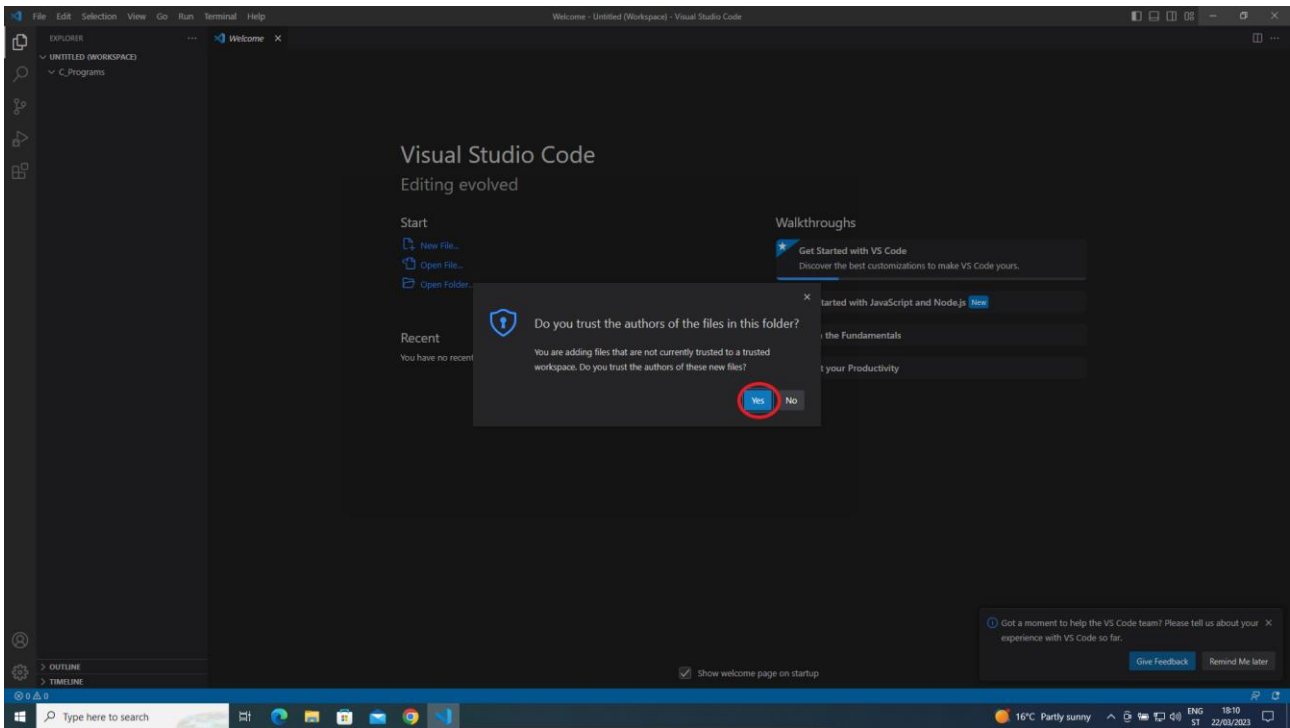 File Edit Selection View Go Run Terminal Help
Welcome - Untitled (Workspace) - Visual Studio Code
EXPLORER
Welcome
UNTITLED (WORKSPACE)
C_Programs
Visual Studio Code
Editing evolved
Start
New File...
Open File...
Open Folder...
Recent
You have no recent
Walkthroughs
Get Started with VS Code
Discover the best customizations to make VS Code yours.
tarted with JavaScript and Node.js New
the Fundamentals
t your Productivity
Do you trust the authors of the files in this folder?
You are adding files that are not currently trusted to a trusted
workspace. Do you trust the authors of these new files?
Yes No
Got a moment to help the VS Code team? Please tell us about your
experience with VS Code so far.
Give Feedback Remind Me later
OUTLINE
TIMELINE
Show welcome page on startup
0 0
Type here to search
16°C Partly sunny
ENG
ST
18:10
22/03/2023